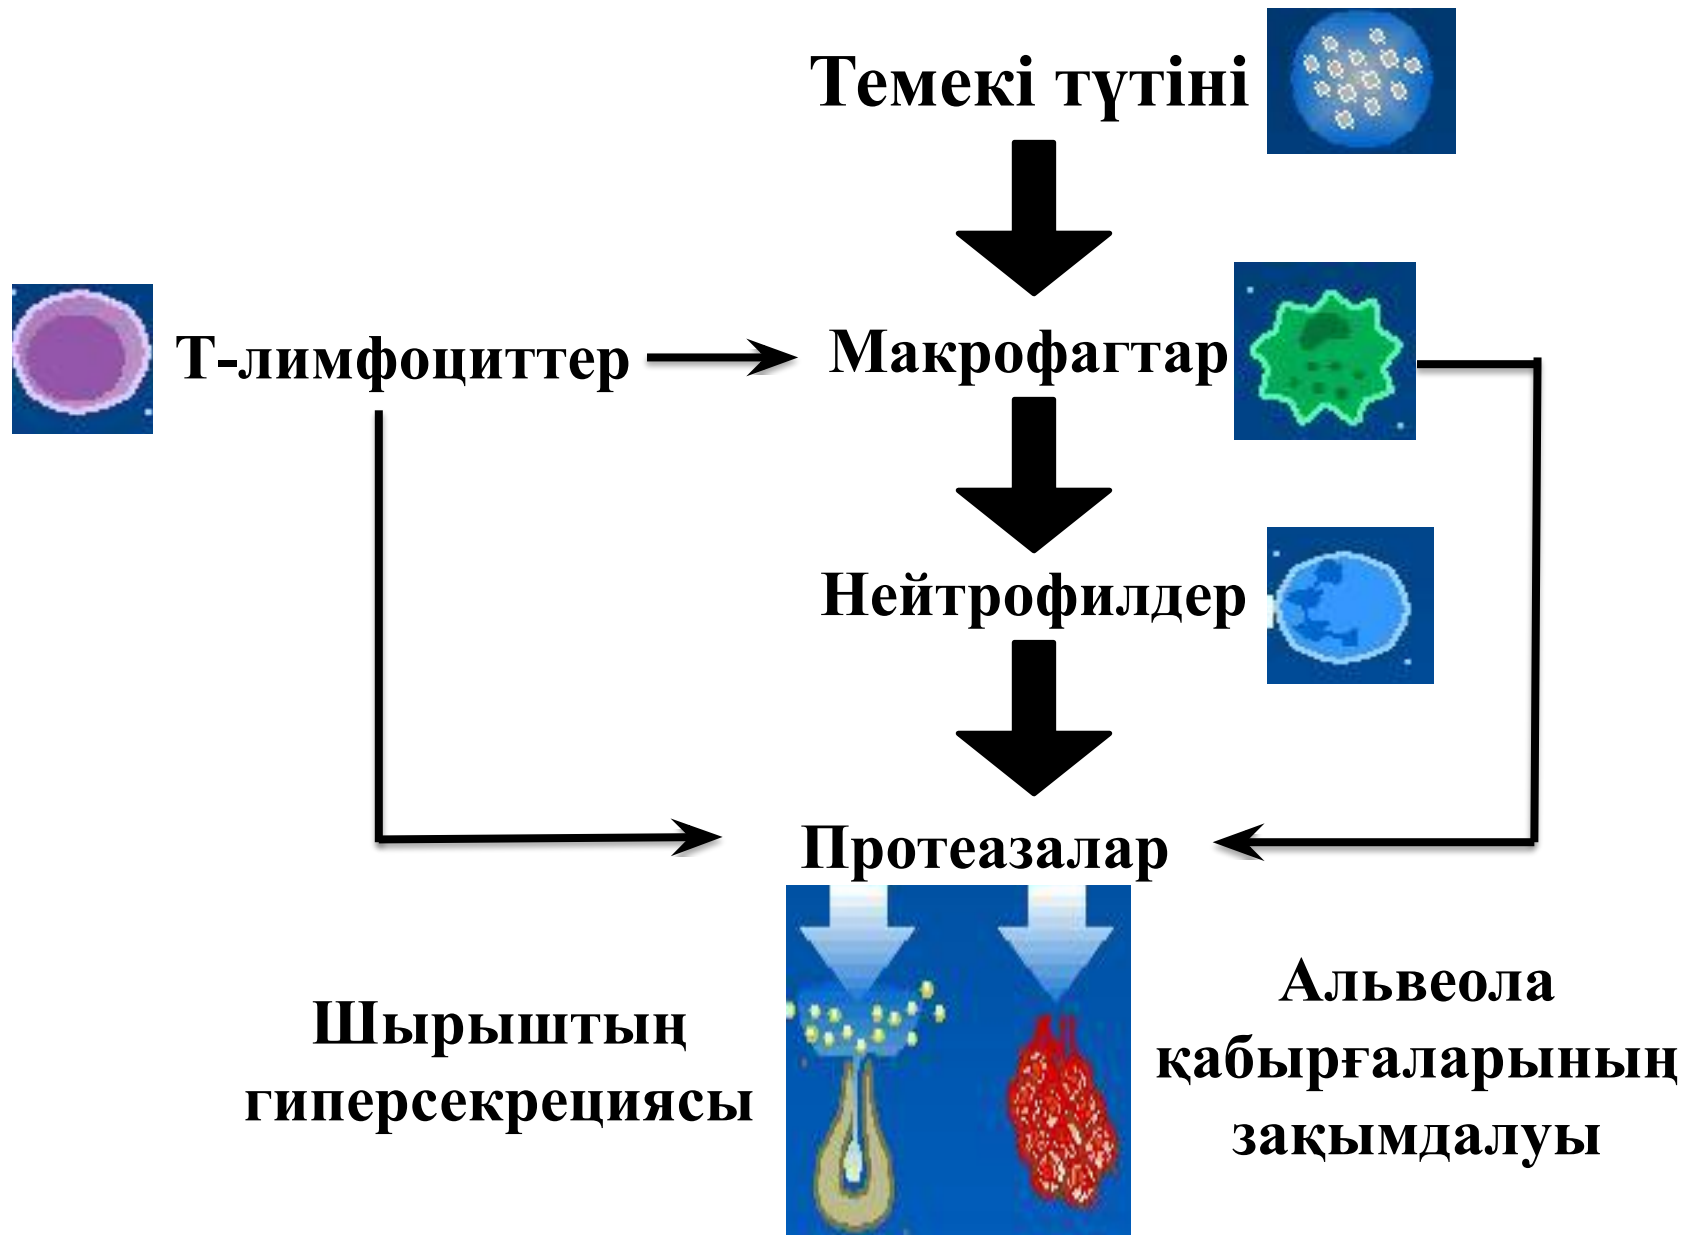 Темекі түтіні
Т-лимфоциттер
Макрофагтар
Нейтрофилдер
Протеазалар
Шырыштың
гиперсекрециясы
Альвеола
қабырғаларының
зақымдалуы